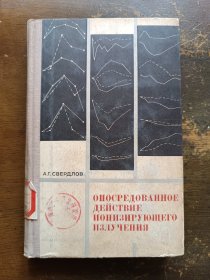 А.Г.СВЕРДЛОВ
ОПОСРЕДОВАННОЕ
ДЕЙСТВИЕ
ИОНИЗИРУЮЩЕГО
ИЗЛУЧЕНИЯ